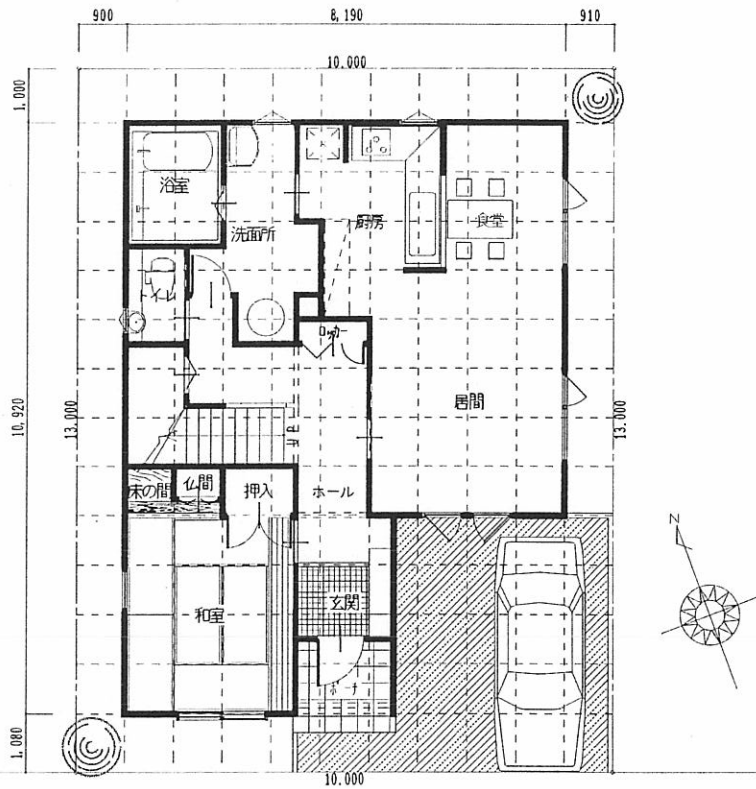 900
8,190
910
10.000
1.000
浴室
洗面所
厨房
食堂
トイレ
ロッカー
10,920
13.000
居間
13.000
UP
床の間
仏間
押入
ホール
N
玄関
和室
ポーチ
1.080
10.000